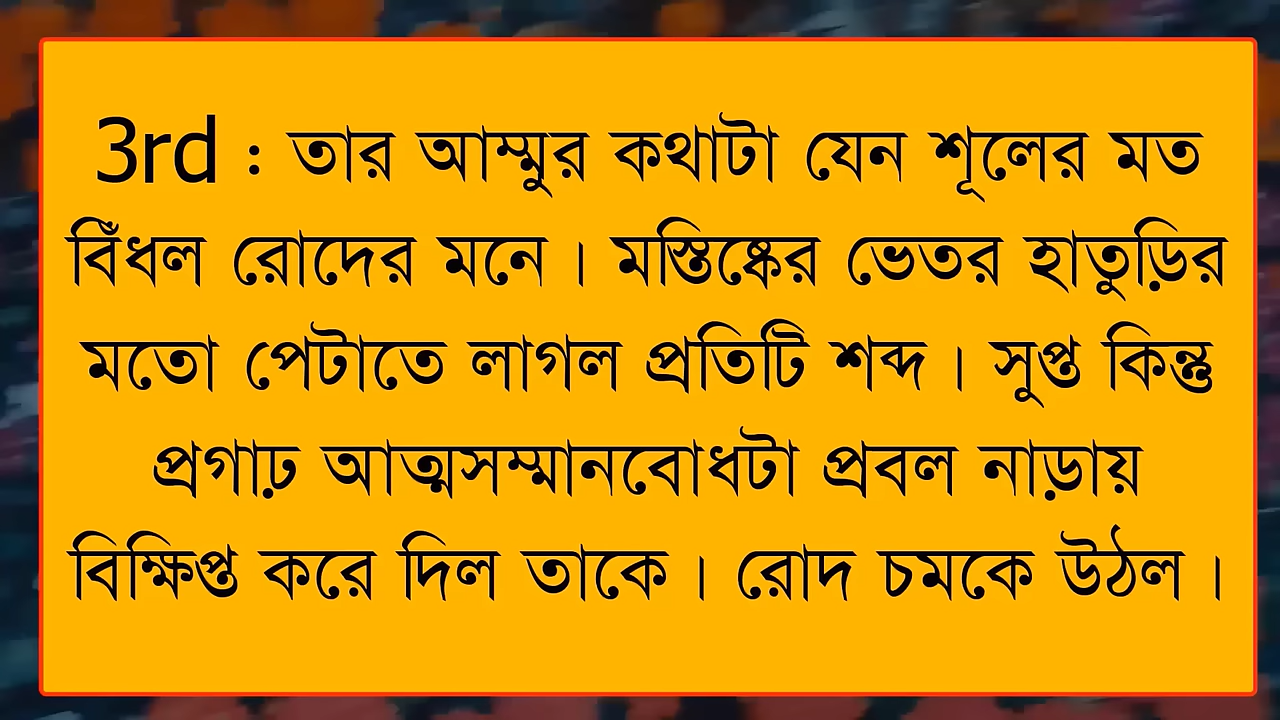 3rd : তার আম্মুর কথাটা যেন শূলের মত
বিঁধল রোদের মনে । মস্তিষ্কের ভেতর হাতুড়ির
মতো পেটাতে লাগল প্রতিটি শব্দ । সুপ্ত কিন্তু
প্রগাঢ় আত্মসম্মানবোধটা প্রবল নাড়ায়
বিক্ষিপ্ত করে দিল তাকে । রোদ চমকে উঠল ।